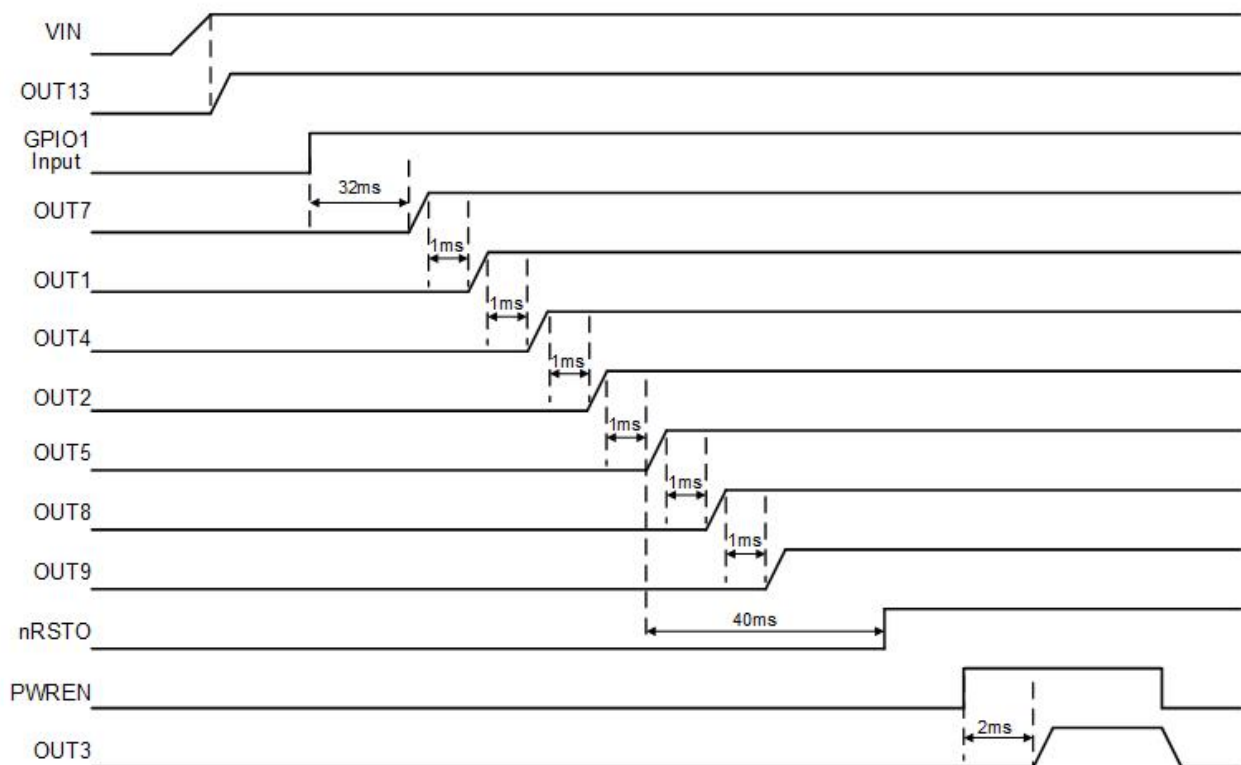 VIN
OUT13
GPIO1
Input
32ms
OUT7
1ms
OUT1
1ms
OUT4
1ms
OUT2
1ms
OUT5
1ms
OUT8
1ms
OUT9
40ms
nRSTO
PWREN
2ms
OUT3